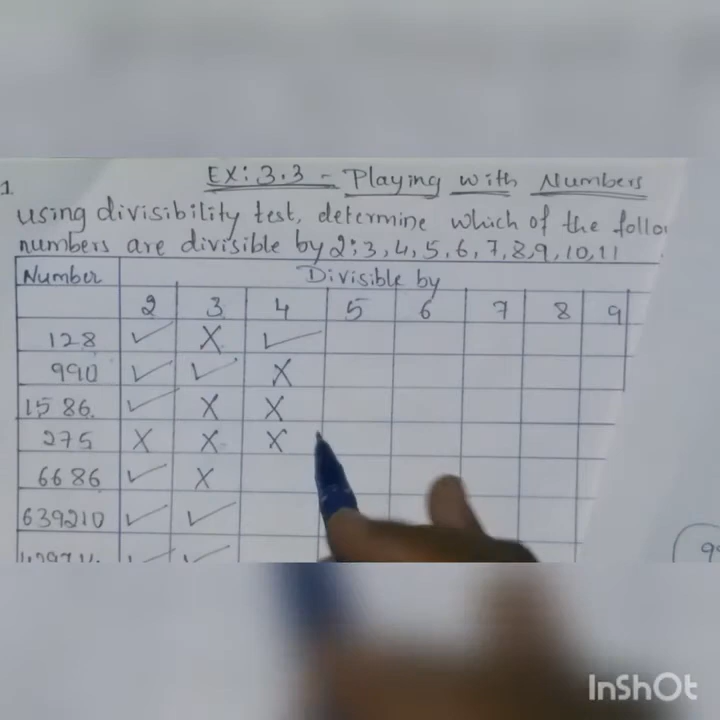 1.
EX: 3.3 - Playing with Numbers
using divisibility test, determine which of the
numbers are divisible by 2;3,4,5,6,7,8,9,10,11
Number Divisible by
2 3 4 5 6 7 8 9
128 ✓ X ✓
990 ✓ ✓ X
1586. ✓ X X
275 X X X
6686 ✓ X
639210 ✓ ✓
✓ ✓
InShOt